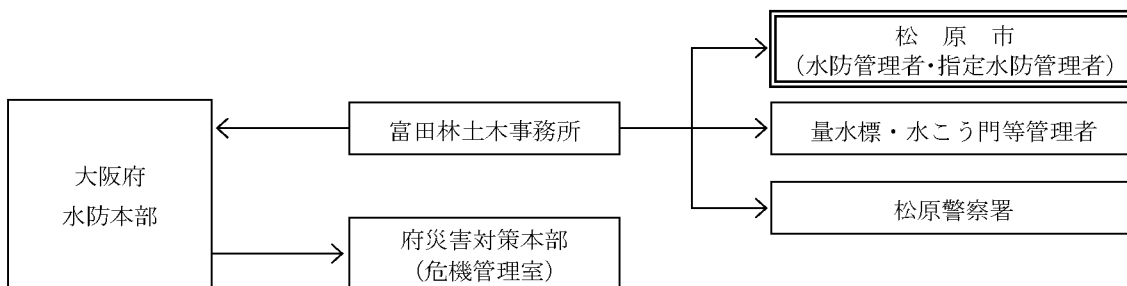 松　原　市
（水防管理者・指定水防管理者）
富田林土木事務所
量水標・水こう門等管理者
大阪府
水防本部
松原警察署
府災害対策本部
（危機管理室）